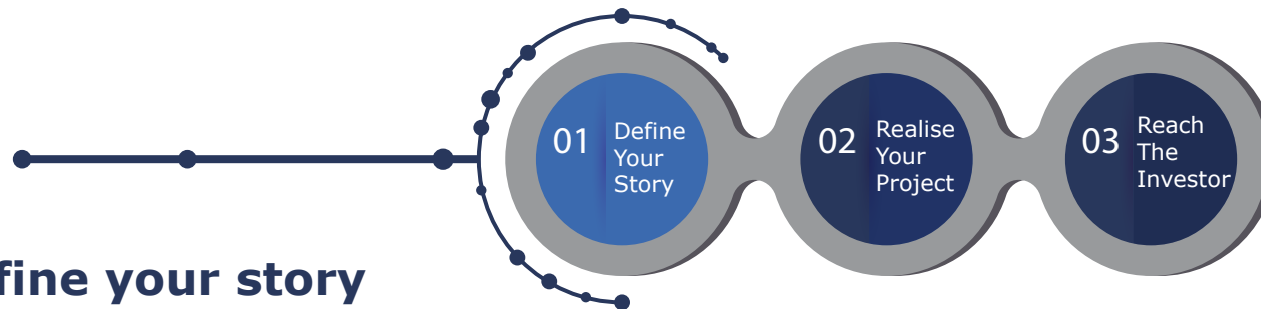 01
Define
Your
Story
02
Realise
Your
Project
03
Reach
The
Investor
fine your story